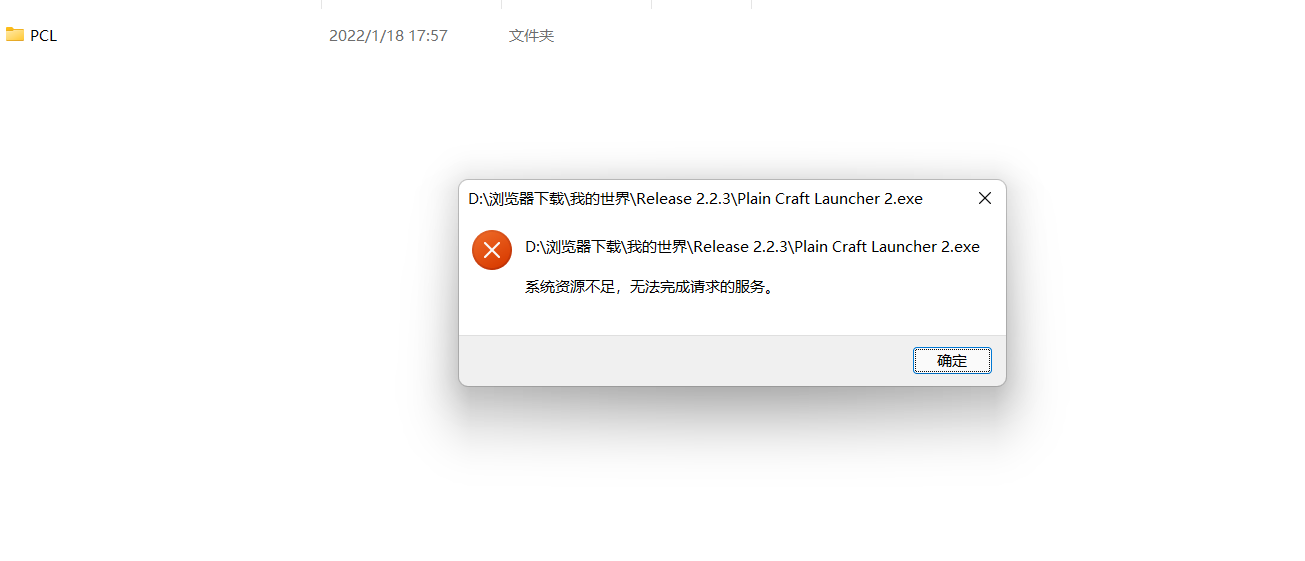 PCL 2022/1/18 17:57 文件夹
D:\浏览器下载\我的世界\Release 2.2.3\Plain Craft Launcher 2.exe
D:\浏览器下载\我的世界\Release 2.2.3\Plain Craft Launcher 2.exe
系统资源不足，无法完成请求的服务。
确定